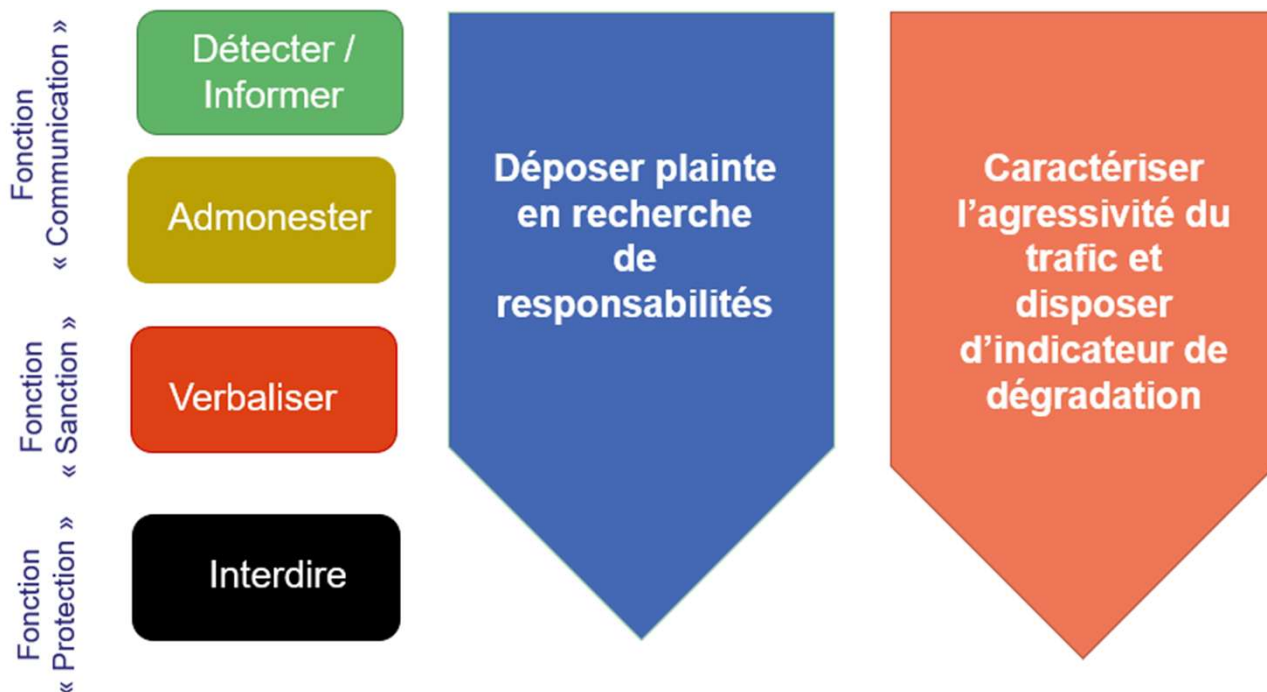 Fonction
« Communication »
Détecter /
Informer
Admonester
Fonction
« Sanction »
Verbaliser
Fonction
« Protection »
Interdire
Déposer plainte
en recherche
de
responsabilités
Caractériser
l’agressivité du
trafic et
disposer
d’indicateur de
dégradation